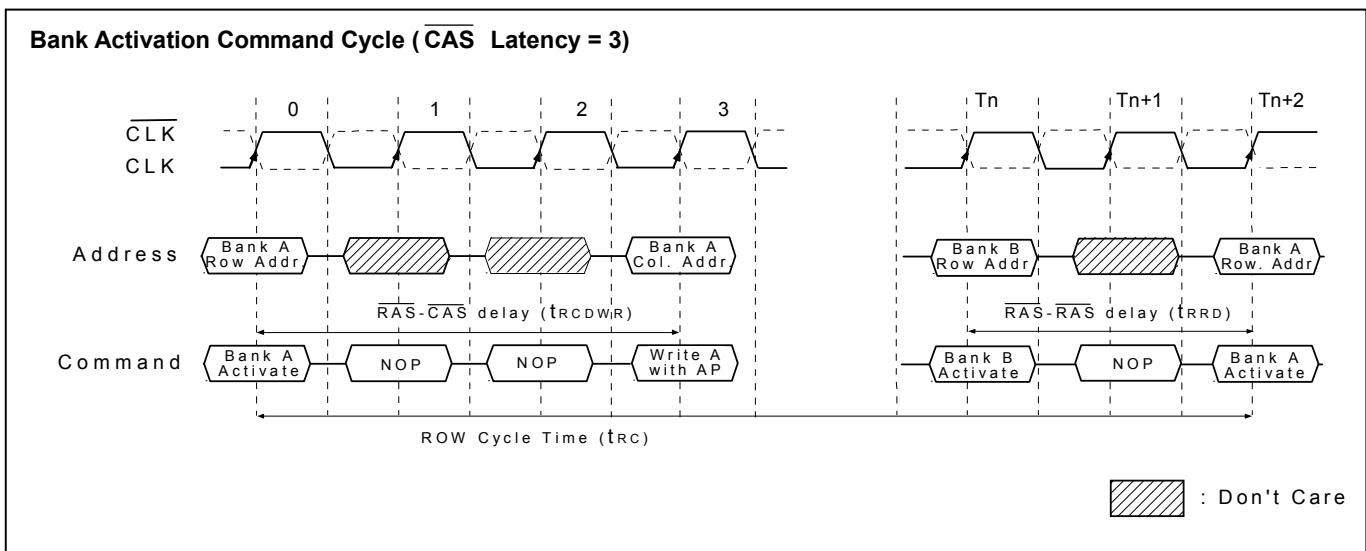 Bank Activation Command Cycle ( CAS Latency = 3)
0 1 2 3 Tn Tn+1 Tn+2
CLK
CLK
Address
Bank A
Row Addr
Bank A
Col. Addr
Bank B
Row Addr
Bank A
Row. Addr
RAS-CAS delay (tRCDWR)
RAS-RAS delay (tRRD)
Command
Bank A
Activate
NOP
NOP
Write A
with AP
Bank B
Activate
NOP
Bank A
Activate
ROW Cycle Time (tRC)
: Don't Care